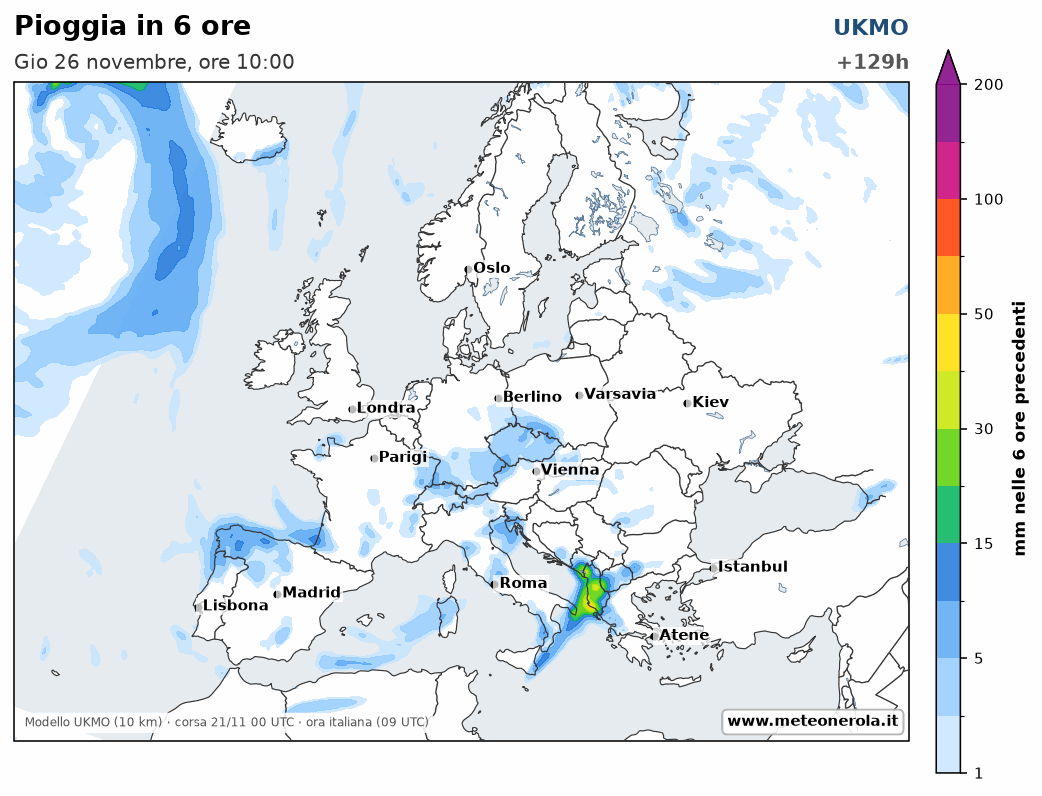 Pioggia in 6 ore
UKMO
Gio 26 novembre, ore 10:00
+129h
200
100
50
30
15
5
1
mm nelle 6 ore precedenti
Oslo
Berlino
Varsavia
Londra
Kiev
Parigi
Vienna
Istanbul
Roma
Madrid
Lisbona
Atene
Modello UKMO (10 km) · corsa 21/11 00 UTC · ora italiana (09 UTC)
www.meteonerola.it